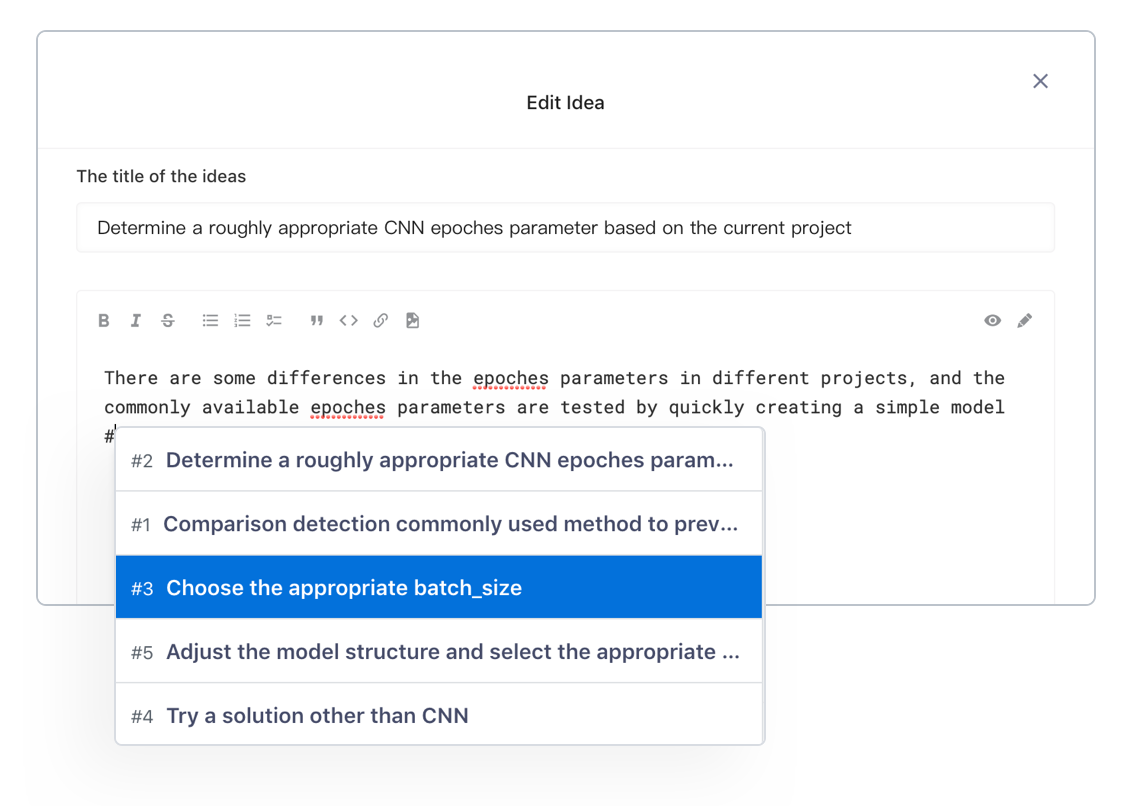 Edit Idea
The title of the ideas
Determine a roughly appropriate CNN epoches parameter based on the current project
There are some differences in the epoches parameters in different projects, and the
commonly available epoches parameters are tested by quickly creating a simple model
#
#2 Determine a roughly appropriate CNN epoches param...
#1 Comparison detection commonly used method to prev...
#3 Choose the appropriate batch_size
#5 Adjust the model structure and select the appropriate ...
#4 Try a solution other than CNN